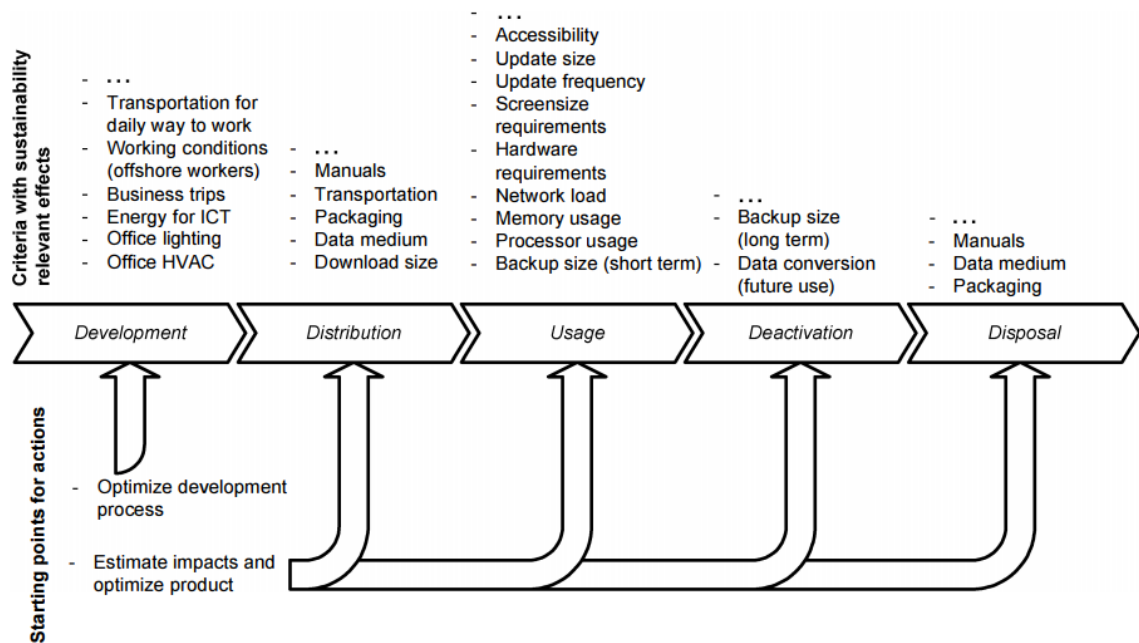 Criteria with sustainability
relevant effects
- ...
- Transportation for
daily way to work
- Working conditions
(offshore workers)
- Business trips
- Energy for ICT
- Office lighting
- Office HVAC
- ...
- Manuals
- Transportation
- Packaging
- Data medium
- Download size
- ...
- Accessibility
- Update size
- Update frequency
- Screensize
requirements
- Hardware
requirements
- Network load
- Memory usage
- Processor usage
- Backup size (short term)
- ...
- Backup size
(long term)
- Data conversion
(future use)
- ...
- Manuals
- Data medium
- Packaging
Development
Distribution
Usage
Deactivation
Disposal
Starting points for actions
- Optimize development
process
- Estimate impacts and
optimize product